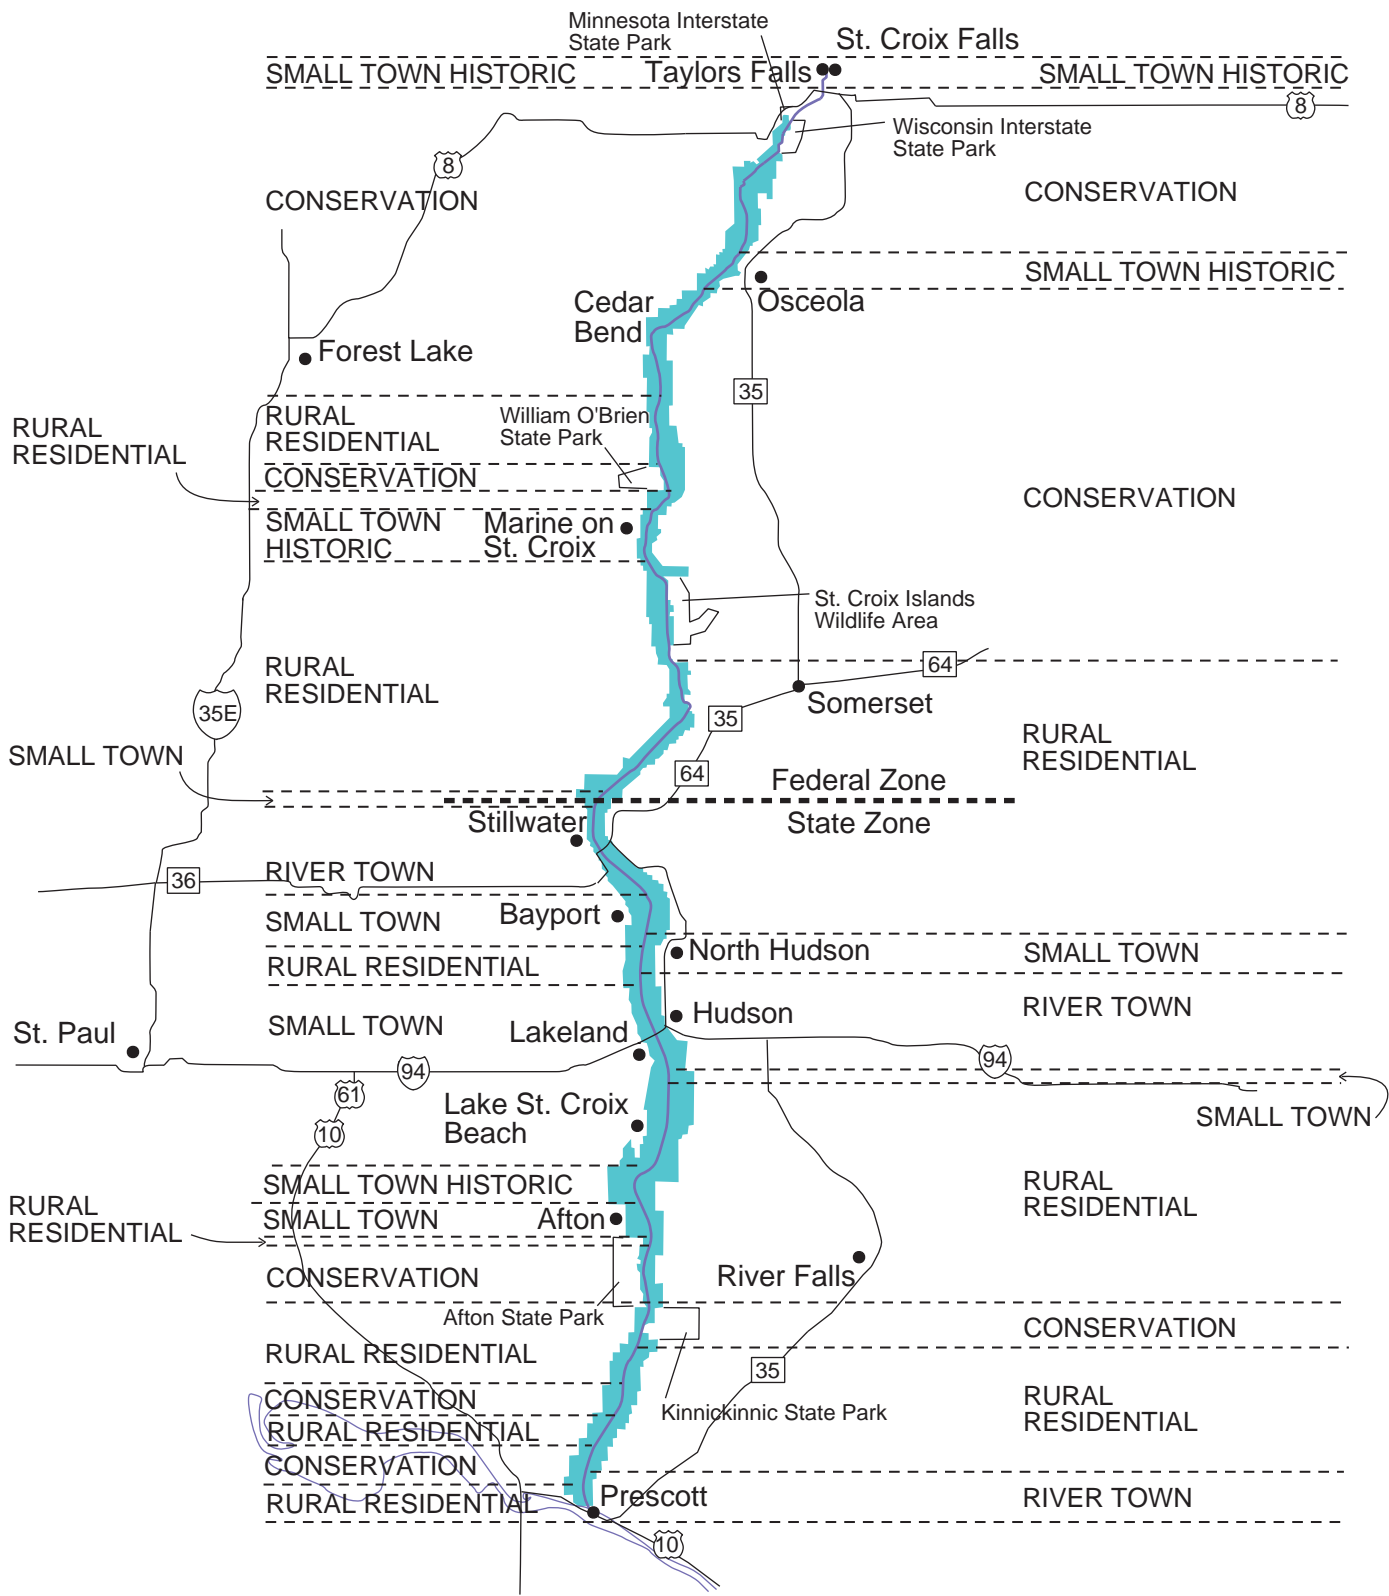 Minnesota Interstate
State Park
St. Croix Falls
SMALL TOWN HISTORIC
Taylors Falls
SMALL TOWN HISTORIC
8
Wisconsin Interstate
State Park
8
CONSERVATION
CONSERVATION
SMALL TOWN HISTORIC
Osceola
Cedar
Bend
Forest Lake
35
RURAL
RESIDENTIAL
RURAL
RESIDENTIAL
William O'Brien
State Park
CONSERVATION
CONSERVATION
SMALL TOWN
HISTORIC
Marine on
St. Croix
St. Croix Islands
Wildlife Area
RURAL
RESIDENTIAL
64
Somerset
35E
35
RURAL
RESIDENTIAL
SMALL TOWN
64
Federal Zone
State Zone
Stillwater
36
RIVER TOWN
SMALL TOWN
Bayport
North Hudson
SMALL TOWN
RURAL RESIDENTIAL
Hudson
RIVER TOWN
St. Paul
SMALL TOWN
Lakeland
94
94
61
10
Lake St. Croix
Beach
SMALL TOWN
SMALL TOWN HISTORIC
RURAL
RESIDENTIAL
RURAL
RESIDENTIAL
SMALL TOWN
Afton
CONSERVATION
River Falls
Afton State Park
CONSERVATION
RURAL RESIDENTIAL
35
CONSERVATION
Kinnickinnic State Park
RURAL
RESIDENTIAL
RURAL RESIDENTIAL
CONSERVATION
RURAL RESIDENTIAL
Prescott
RIVER TOWN
10